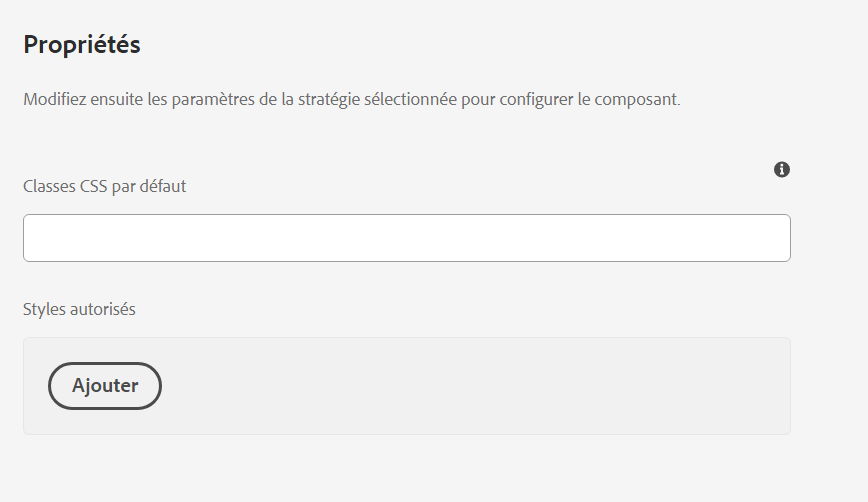 Propriétés
Modifiez ensuite les paramètres de la stratégie sélectionnée pour configurer le composant.
Classes CSS par défaut
Styles autorisés
Ajouter